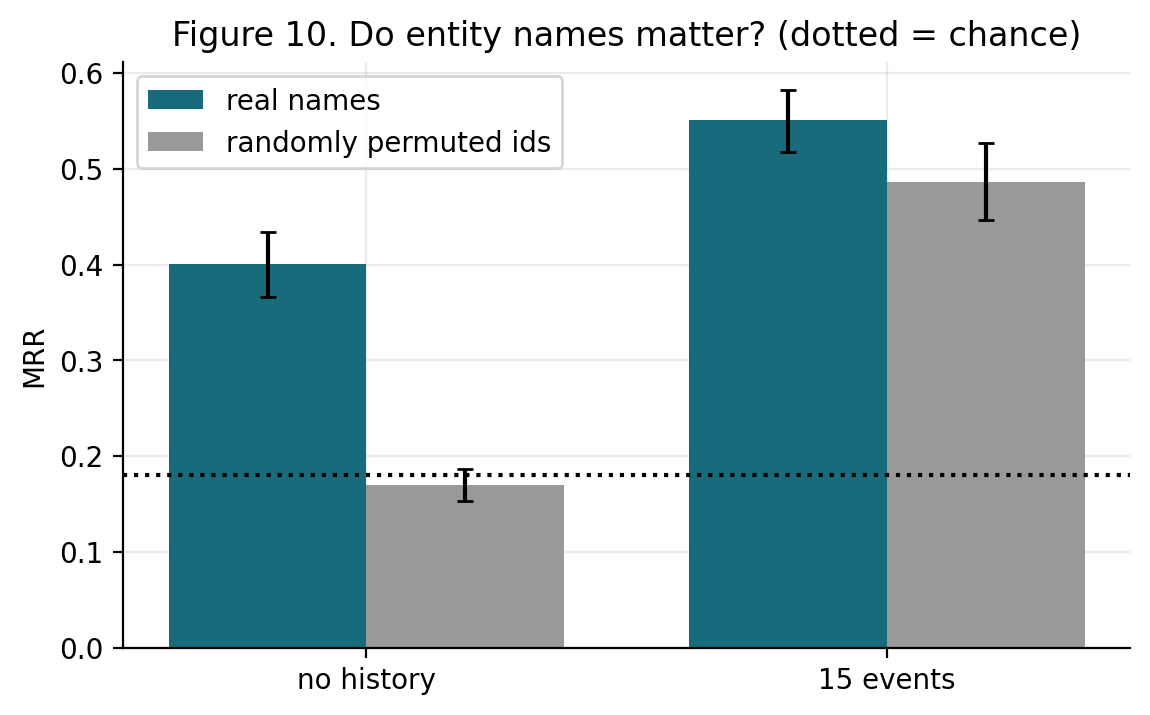 Figure 10. Do entity names matter? (dotted = chance)
real names
randomly permuted ids
MRR
0.6
0.5
0.4
0.3
0.2
0.1
0.0
no history
15 events